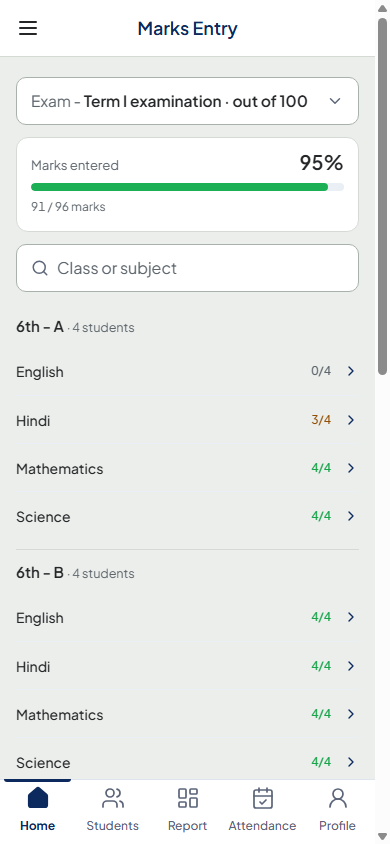 Marks Entry
Exam - Term I examination · out of 100
Marks entered 95%
91 / 96 marks
Class or subject
6th – A · 4 students
English 0/4
Hindi 3/4
Mathematics 4/4
Science 4/4
6th – B · 4 students
English 4/4
Hindi 4/4
Mathematics 4/4
Science 4/4
Home Students Report Attendance Profile